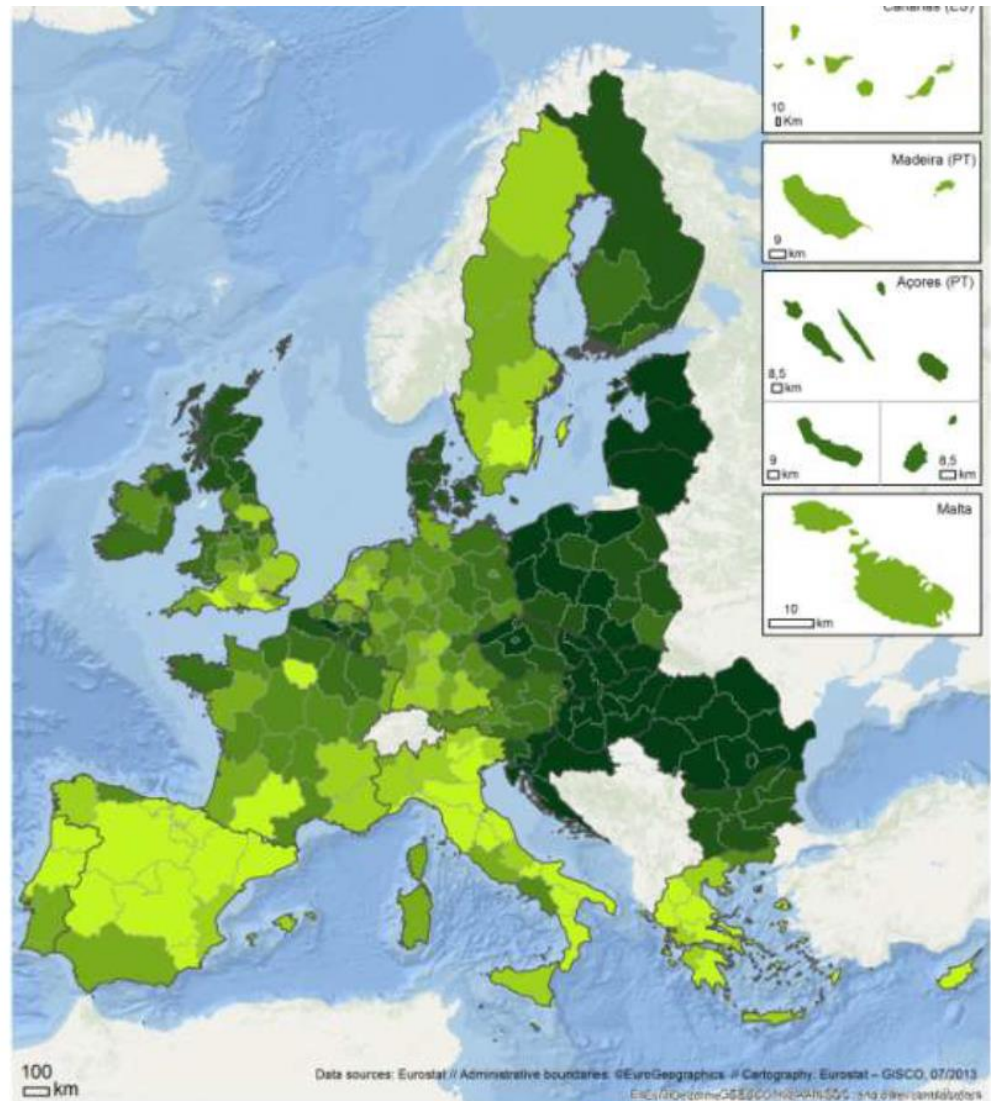 10
Km
Madeira (PT)
9
km
Açores (PT)
8,5
km
9
km
8,5
km
Malta
10
km
100
km
Data sources: Eurostat // Administrative boundaries: ©EuroGeographics // Cartography: Eurostat – GISCO, 07/2013